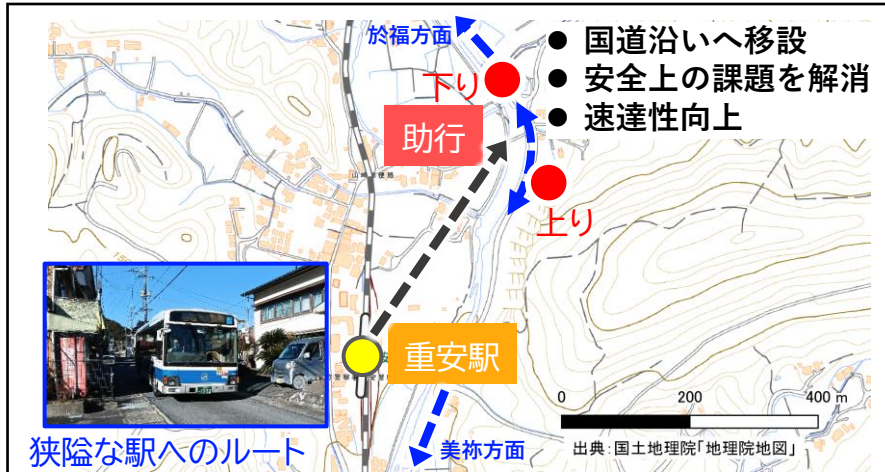 於福方面
● 国道沿いへ移設
● 安全上の課題を解消
● 速達性向上
下り
助行
上り
重安駅
美祢方面
狭隘な駅へのルート
0 200 400 m
出典:国土地理院「地理院地図」